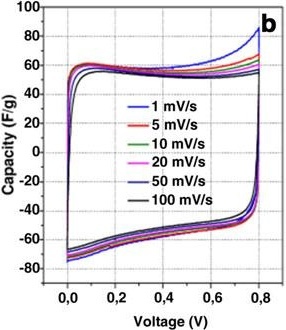 100
b
80
60
40
20
0
-20
-40
-60
-80
Capacity (F/g)
1 mV/s
5 mV/s
10 mV/s
20 mV/s
50 mV/s
100 mV/s
0,0 0,2 0,4 0,6 0,8
Voltage (V)